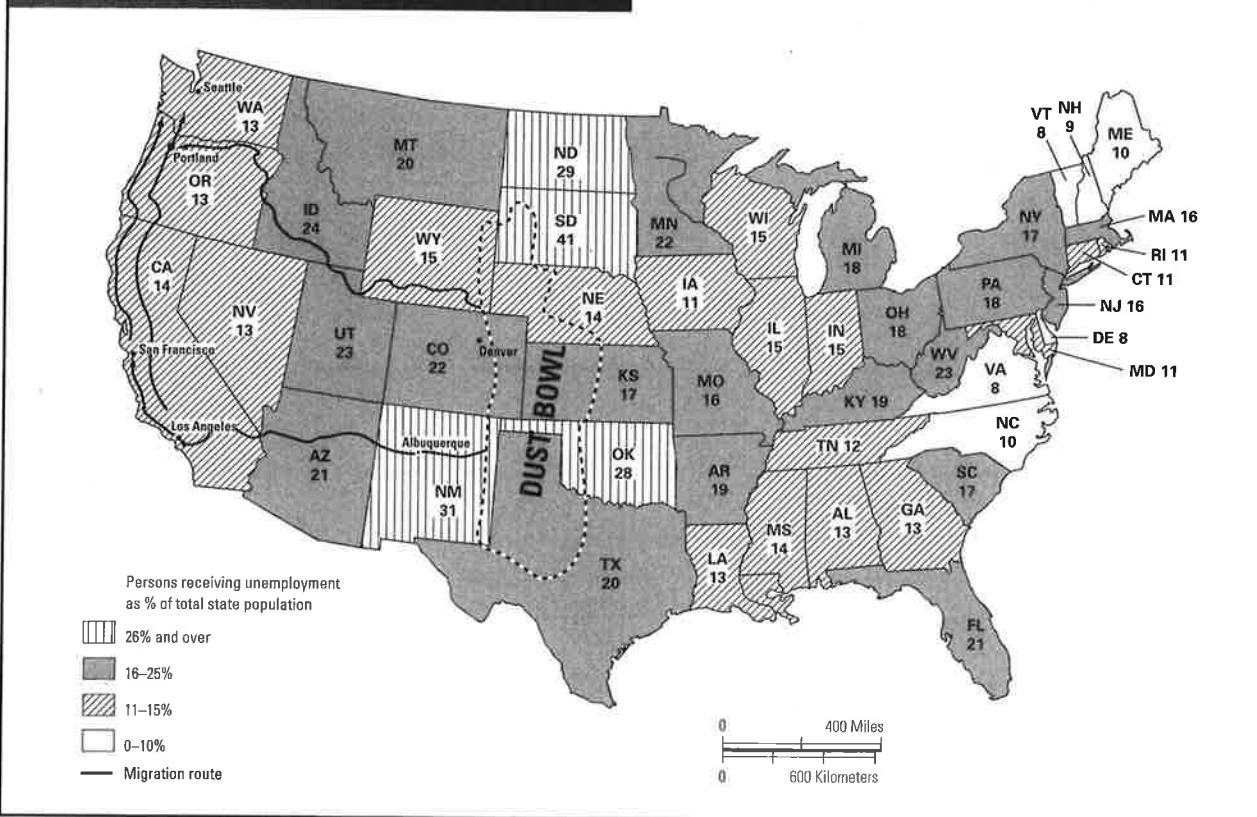 Seattle
WA
13
Portland
OR
13
MT
20
ID
24
WY
15
ND
29
SD
41
MN
22
WI
15
MI
18
VT
8
NH
9
ME
10
NY
17
MA 16
RI 11
CT 11
NJ 16
DE 8
MD 11
PA
18
CA
14
NV
13
UT
23
CO
22
Denver
NE
14
IA
11
IL
15
IN
15
OH
18
WV
23
VA
8
San Francisco
Los Angeles
AZ
21
Albuquerque
NM
31
DUST BOWL
KS
17
OK
28
MO
16
KY 19
TN 12
NC
10
AR
19
SC
17
MS
14
AL
13
GA
13
LA
13
TX
20
FL
21
Persons receiving unemployment
as % of total state population
26% and over
16–25%
11–15%
0–10%
Migration route
0 400 Miles
0 600 Kilometers